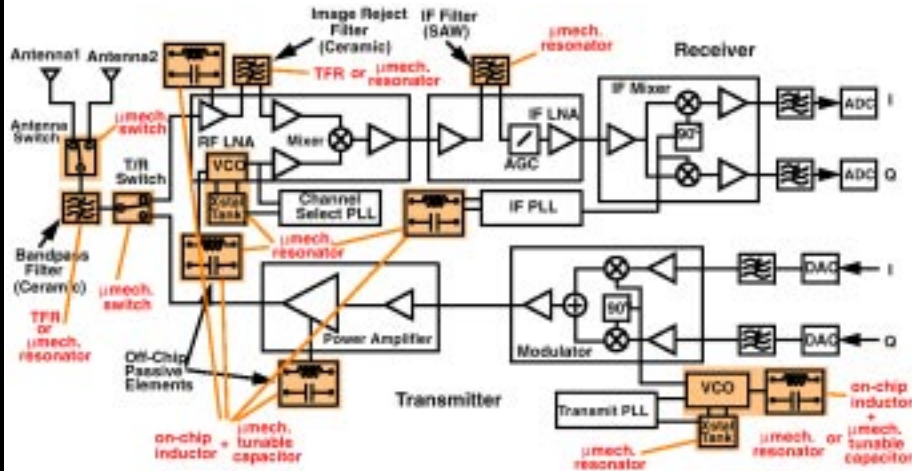 Image Reject
Filter
(Ceramic)
IF Filter
(SAW)
μmech.
resonator
Receiver
Antenna1
Antenna2
TFR or μmech.
resonator
IF Mixer
I
ADC
μmech.
switch
Antenna
Switch
RF LNA
Mixer
IF LNA
90°
AGC
T/R
Switch
VCO
ADC
Q
Xstal
Tank
Channel
Select PLL
IF PLL
μmech.
resonator
Bandpass
Filter
(Ceramic)
μmech.
switch
DAC
I
90°
TFR
or
μmech.
resonator
Power Amplifier
Modulator
DAC
Q
Off-Chip
Passive
Elements
Transmitter
VCO
on-chip
inductor
+
μmech.
tunable
capacitor
Transmit PLL
Xstal
Tank
on-chip
inductor
+
μmech.
tunable
capacitor
μmech.
resonator
μmech.
resonator
or